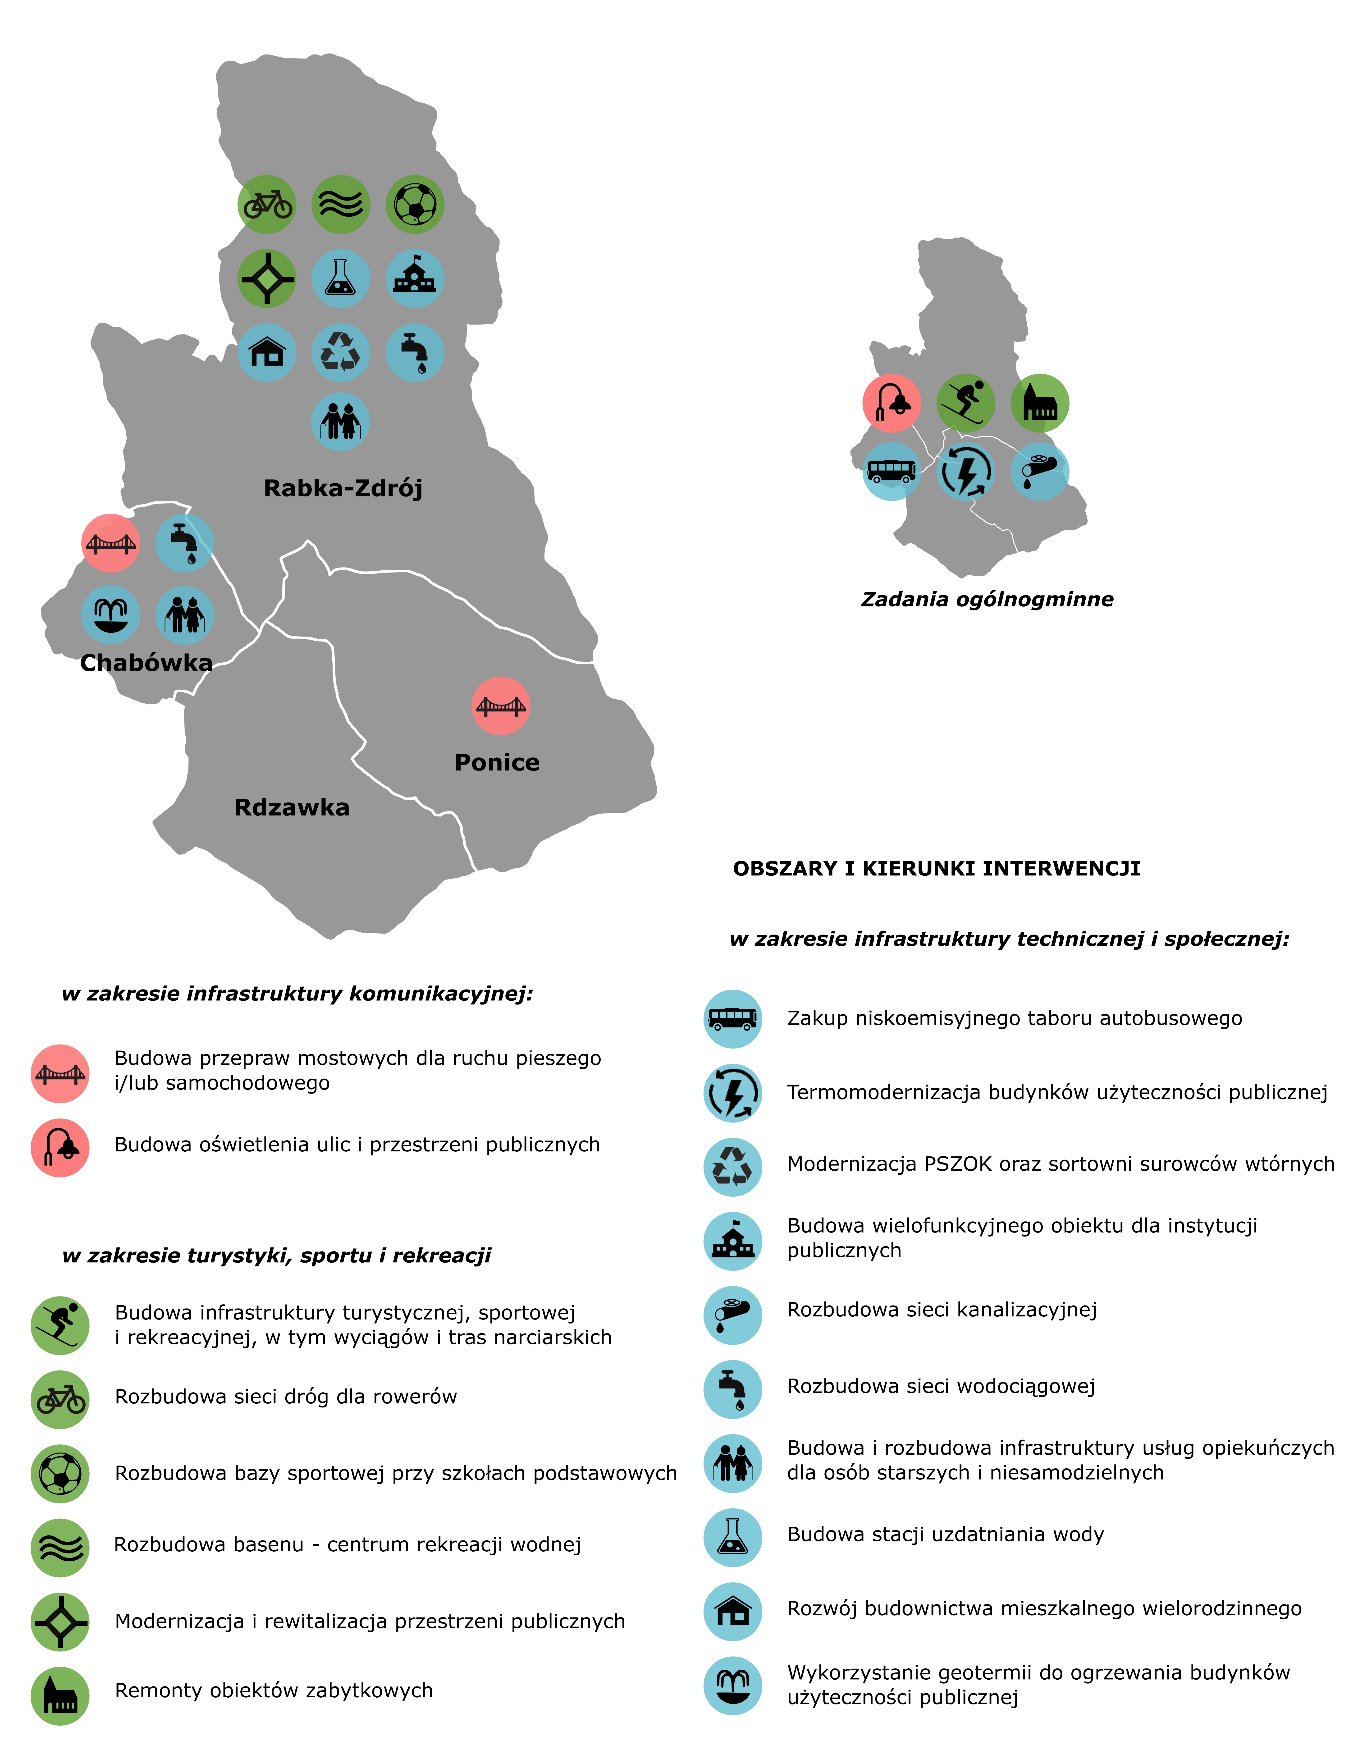 Rabka-Zdrój
Chabówka
Ponice
Rdzawka
Zadania ogólnogminne
OBSZARY I KIERUNKI INTERWENCJI
w zakresie infrastruktury komunikacyjnej:
Budowa przepraw mostowych dla ruchu pieszego
i/lub samochodowego
Budowa oświetlenia ulic i przestrzeni publicznych
w zakresie turystyki, sportu i rekreacji
Budowa infrastruktury turystycznej, sportowej
i rekreacyjnej, w tym wyciągów i tras narciarskich
Rozbudowa sieci dróg dla rowerów
Rozbudowa bazy sportowej przy szkołach podstawowych
Rozbudowa basenu - centrum rekreacji wodnej
Modernizacja i rewitalizacja przestrzeni publicznych
Remonty obiektów zabytkowych
w zakresie infrastruktury technicznej i społecznej:
Zakup niskoemisyjnego taboru autobusowego
Termomodernizacja budynków użyteczności publicznej
Modernizacja PSZOK oraz sortowni surowców wtórnych
Budowa wielofunkcyjnego obiektu dla instytucji
publicznych
Rozbudowa sieci kanalizacyjnej
Rozbudowa sieci wodociągowej
Budowa i rozbudowa infrastruktury usług opiekuńczych
dla osób starszych i niesamodzielnych
Budowa stacji uzdatniania wody
Rozwój budownictwa mieszkalnego wielorodzinnego
Wykorzystanie geotermii do ogrzewania budynków
użyteczności publicznej